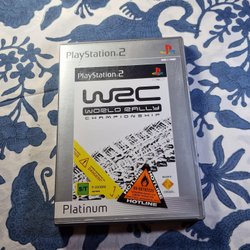 PlayStation 2
PlayStation 2
WRC
WORLD RALLY
CHAMPIONSHIP
HOTLINE
Platinum